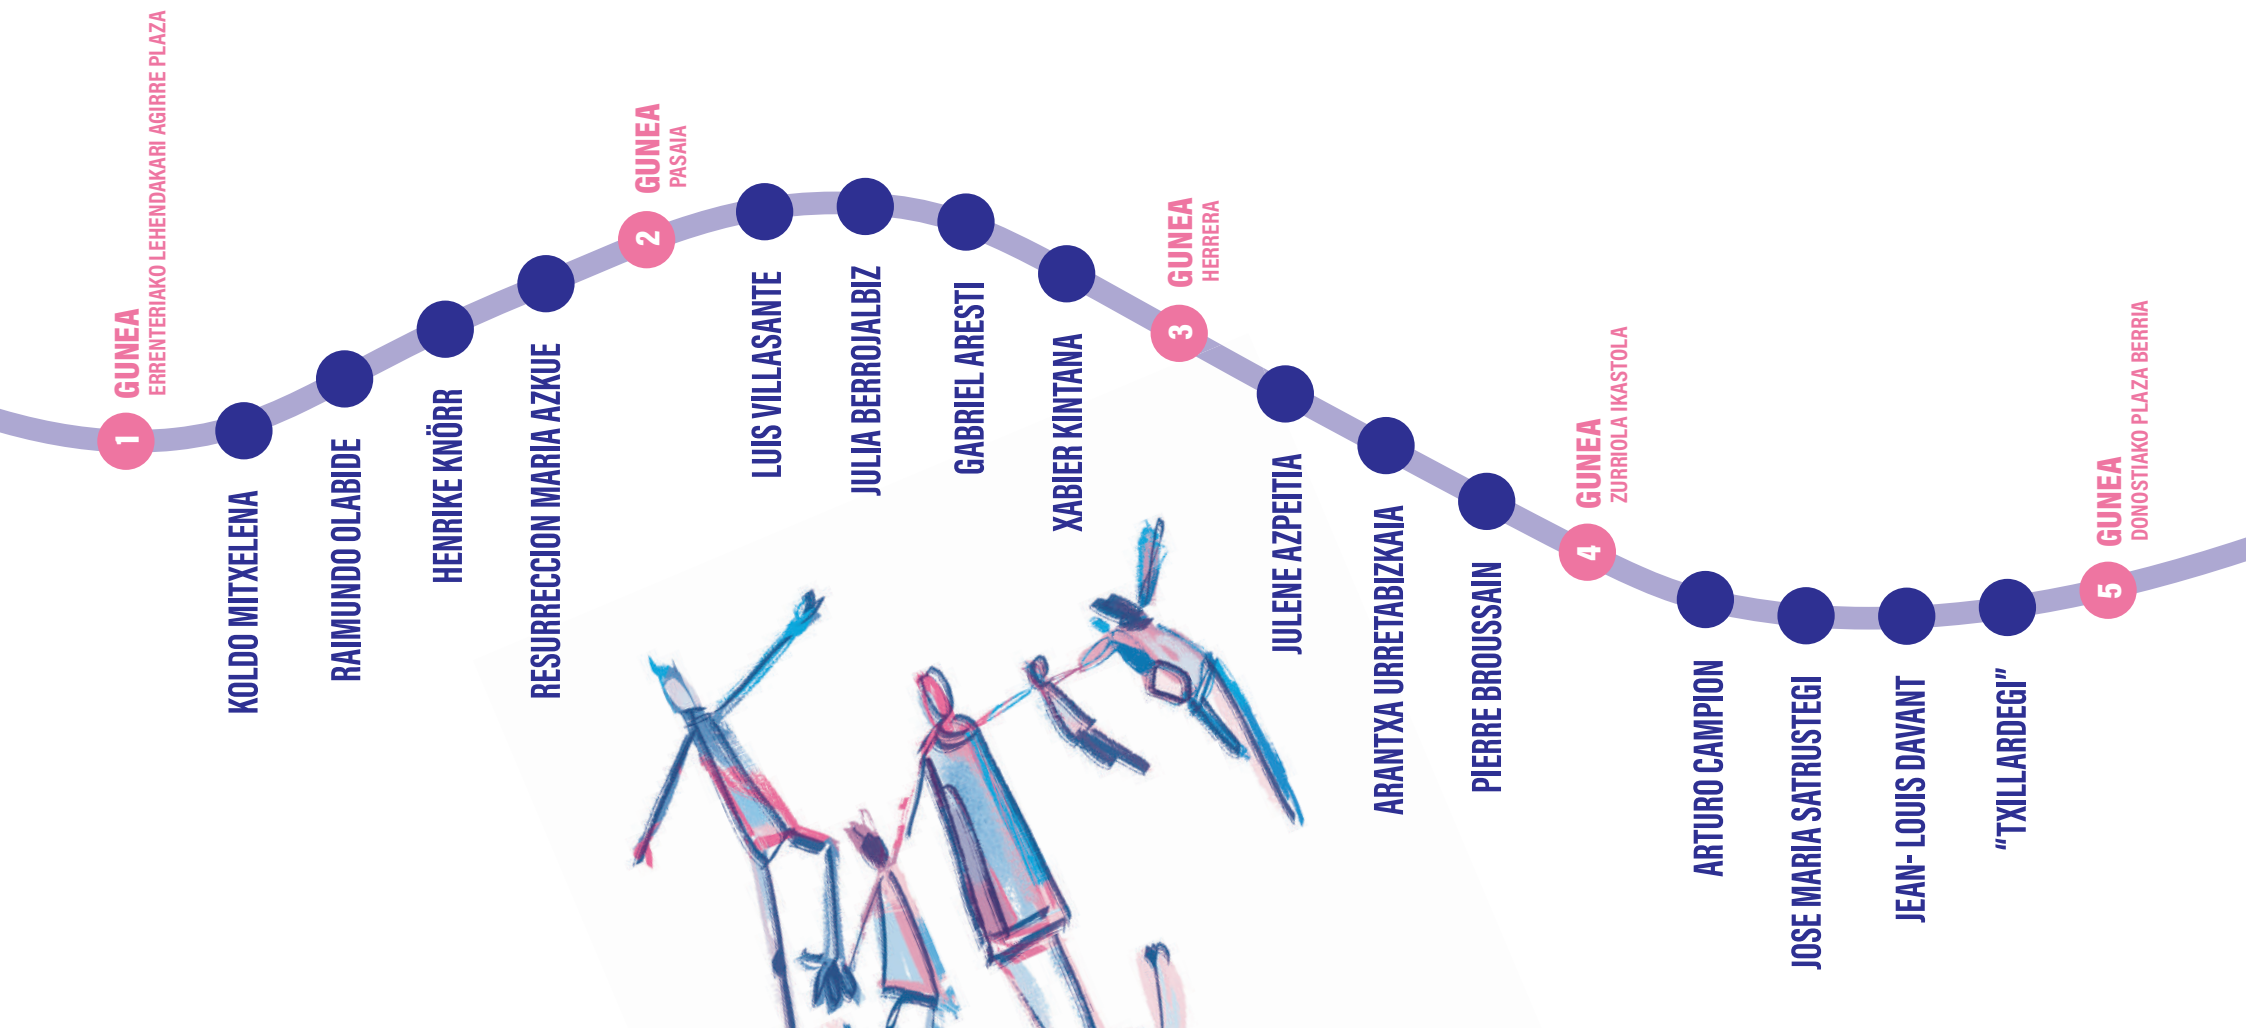 1
GUNEA
ERRENTERIAKO LEHENDAKARI AGIRRE PLAZA
KOLDO MITXELENA
RAIMUNDO OLABIDE
HENRIKE KNÖRR
RESURRECCION MARIA AZKUE
2
GUNEA
PASAIA
LUIS VILLASANTE
JULIA BERROJALBIZ
GABRIEL ARESTI
XABIER KINTANA
3
GUNEA
HERRERA
JULENE AZPEITIA
ARANTXA URRETABIZKAIA
PIERRE BROUSSAIN
4
GUNEA
ZURRIOLA IKASTOLA
ARTURO CAMPION
JOSE MARIA SATRUSTEGI
JEAN- LOUIS DAVANT
“TXILLARDEGI”
5
GUNEA
DONOSTIAKO PLAZA BERRIA